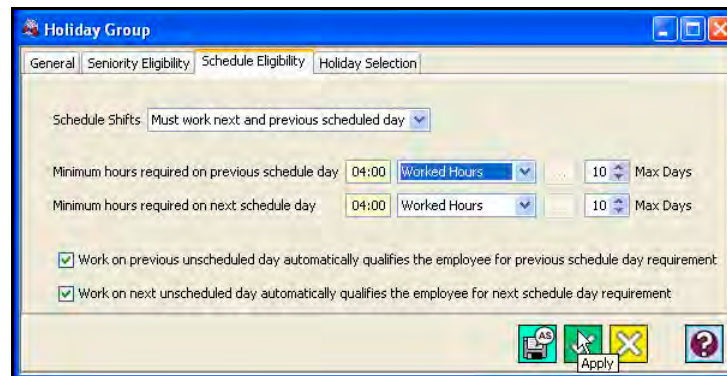 Holiday Group
General Seniority Eligibility Schedule Eligibility Holiday Selection
Schedule Shifts Must work next and previous scheduled day
Minimum hours required on previous schedule day 04:00 Worked Hours ... 10 Max Days
Minimum hours required on next schedule day 04:00 Worked Hours ... 10 Max Days
Work on previous unscheduled day automatically qualifies the employee for previous schedule day requirement
Work on next unscheduled day automatically qualifies the employee for next schedule day requirement
AS
?
Apply